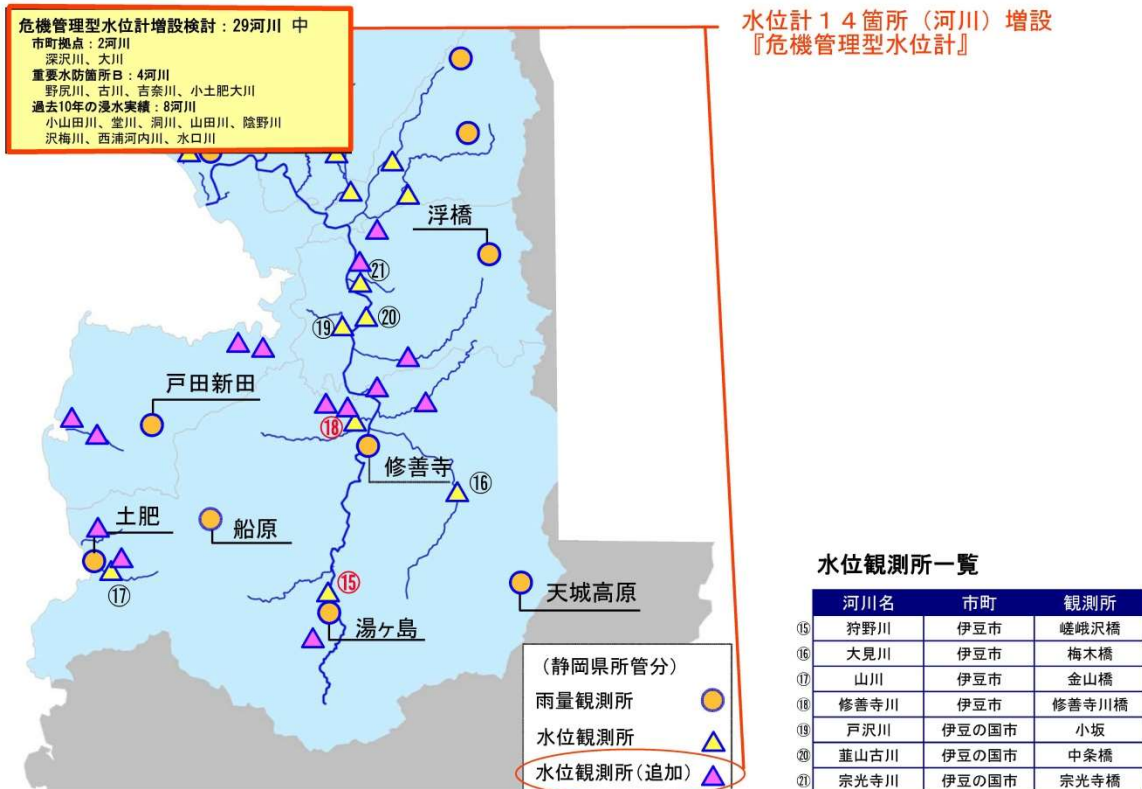 危機管理型水位計増設検討：29河川 中
市町拠点：2河川
深沢川、大川
重要水防箇所B：4河川
野尻川、古川、吉奈川、小土肥大川
過去10年の浸水実績：8河川
小山田川、堂川、洞川、山田川、陰野川
沢梅川、西浦河内川、水口川
水位計１４箇所（河川）増設
『危機管理型水位計』
浮橋
㉑
⑳
⑲
戸田新田
⑱
修善寺
⑯
土肥
船原
⑰
⑮
天城高原
湯ヶ島
（静岡県所管分）
雨量観測所
水位観測所
水位観測所(追加)
水位観測所一覧
河川名 市町 観測所
⑮ 狩野川 伊豆市 嵯峨沢橋
⑯ 大見川 伊豆市 梅木橋
⑰ 山川 伊豆市 金山橋
⑱ 修善寺川 伊豆市 修善寺川橋
⑲ 戸沢川 伊豆の国市 小坂
⑳ 韮山古川 伊豆の国市 中条橋
㉑ 宗光寺川 伊豆の国市 宗光寺橋